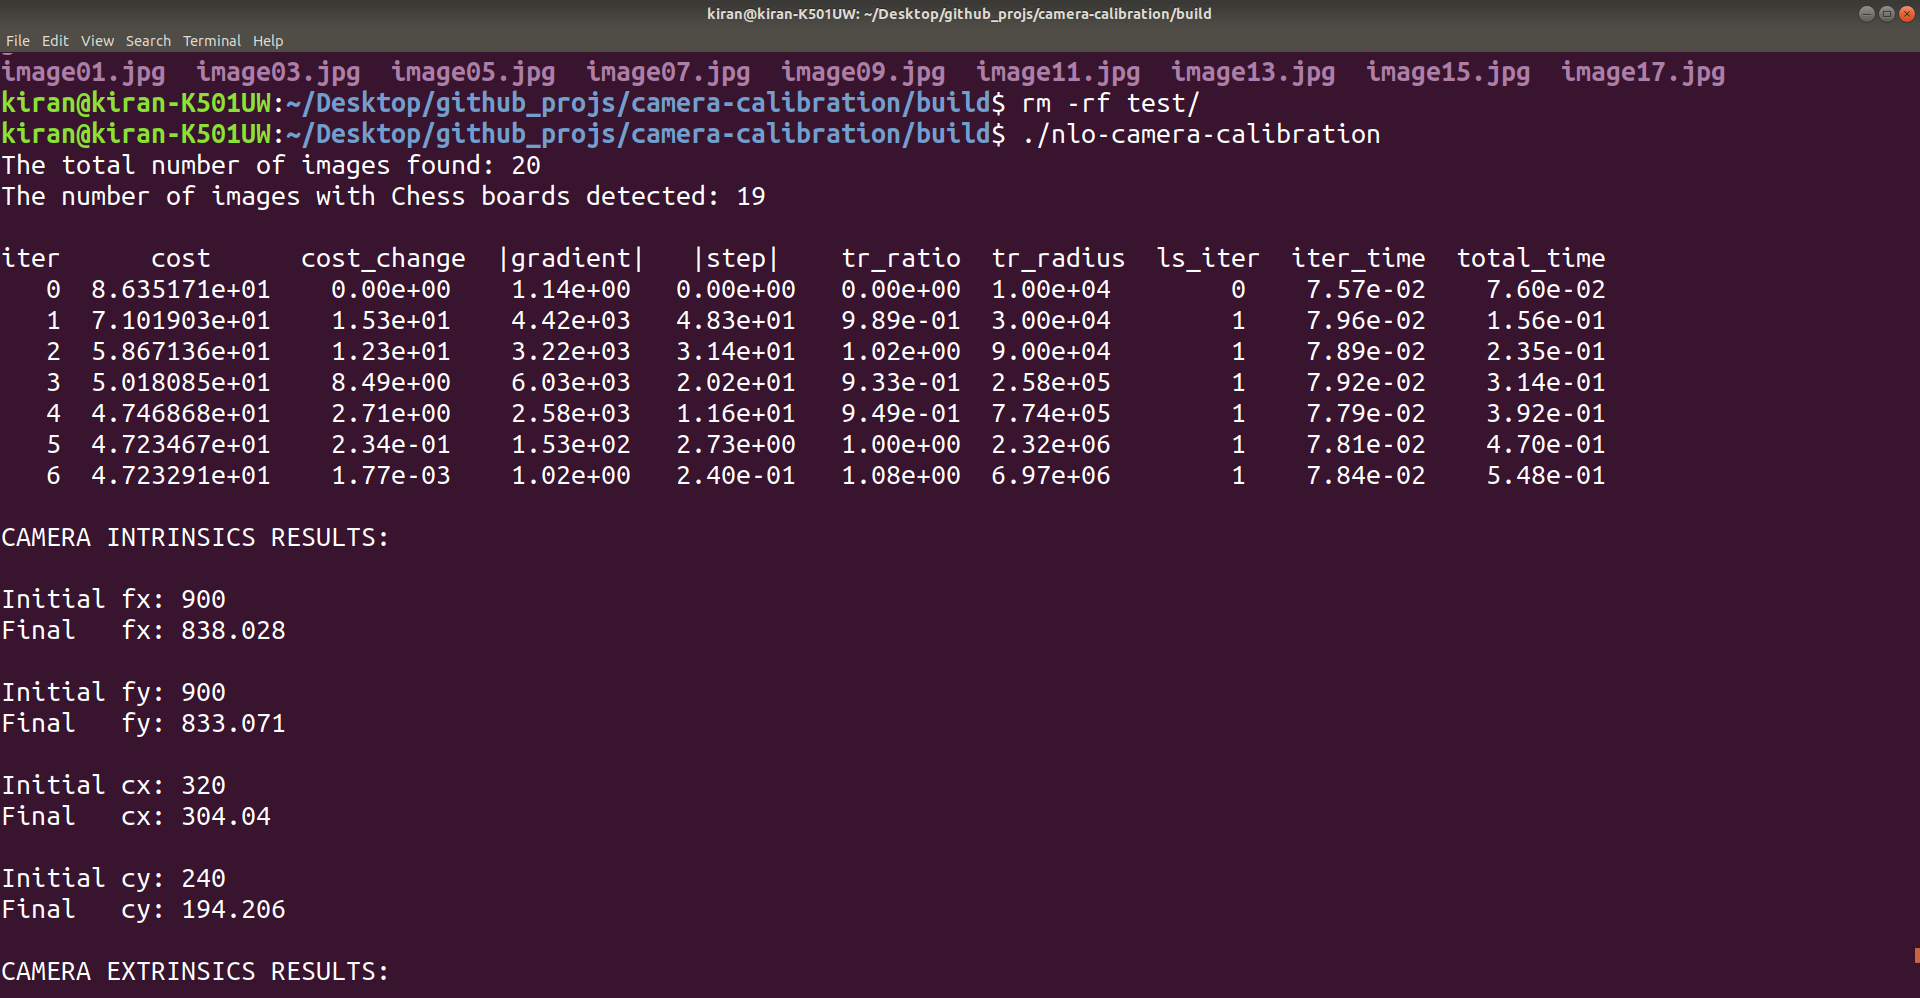 kiran@kiran-K501UW: ~/Desktop/github_projs/camera-calibration/build
File Edit View Search Terminal Help
image01.jpg  image03.jpg  image05.jpg  image07.jpg  image09.jpg  image11.jpg  image13.jpg  image15.jpg  image17.jpg
kiran@kiran-K501UW:~/Desktop/github_projs/camera-calibration/build$ rm -rf test/
kiran@kiran-K501UW:~/Desktop/github_projs/camera-calibration/build$ ./nlo-camera-calibration
The total number of images found: 20
The number of images with Chess boards detected: 19
iter      cost      cost_change  |gradient|   |step|    tr_ratio  tr_radius  ls_iter  iter_time  total_time
   0  8.635171e+01    0.00e+00    1.14e+00   0.00e+00   0.00e+00  1.00e+04        0    7.57e-02    7.60e-02
   1  7.101903e+01    1.53e+01    4.42e+03   4.83e+01   9.89e-01  3.00e+04        1    7.96e-02    1.56e-01
   2  5.867136e+01    1.23e+01    3.22e+03   3.14e+01   1.02e+00  9.00e+04        1    7.89e-02    2.35e-01
   3  5.018085e+01    8.49e+00    6.03e+03   2.02e+01   9.33e-01  2.58e+05        1    7.92e-02    3.14e-01
   4  4.746868e+01    2.71e+00    2.58e+03   1.16e+01   9.49e-01  7.74e+05        1    7.79e-02    3.92e-01
   5  4.723467e+01    2.34e-01    1.53e+02   2.73e+00   1.00e+00  2.32e+06        1    7.81e-02    4.70e-01
   6  4.723291e+01    1.77e-03    1.02e+00   2.40e-01   1.08e+00  6.97e+06        1    7.84e-02    5.48e-01
CAMERA INTRINSICS RESULTS:
Initial fx: 900
Final   fx: 838.028
Initial fy: 900
Final   fy: 833.071
Initial cx: 320
Final   cx: 304.04
Initial cy: 240
Final   cy: 194.206
CAMERA EXTRINSICS RESULTS: